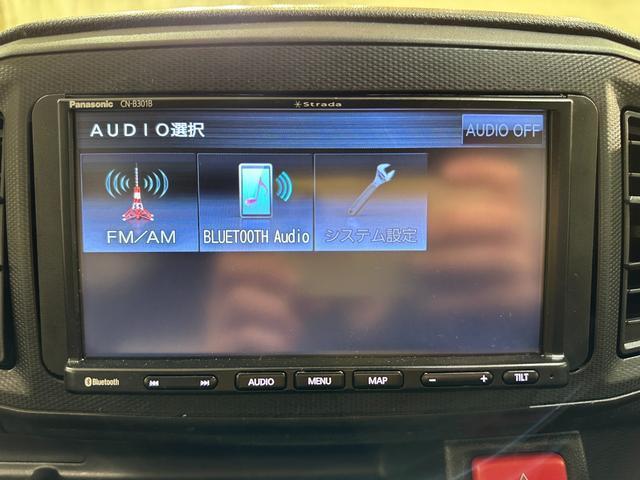 Panasonic CN-B301B Strada
AUDIO選択 AUDIO OFF
FM/AM BLUETOOTH Audio システム設定
Bluetooth AUDIO MENU MAP − + TILT